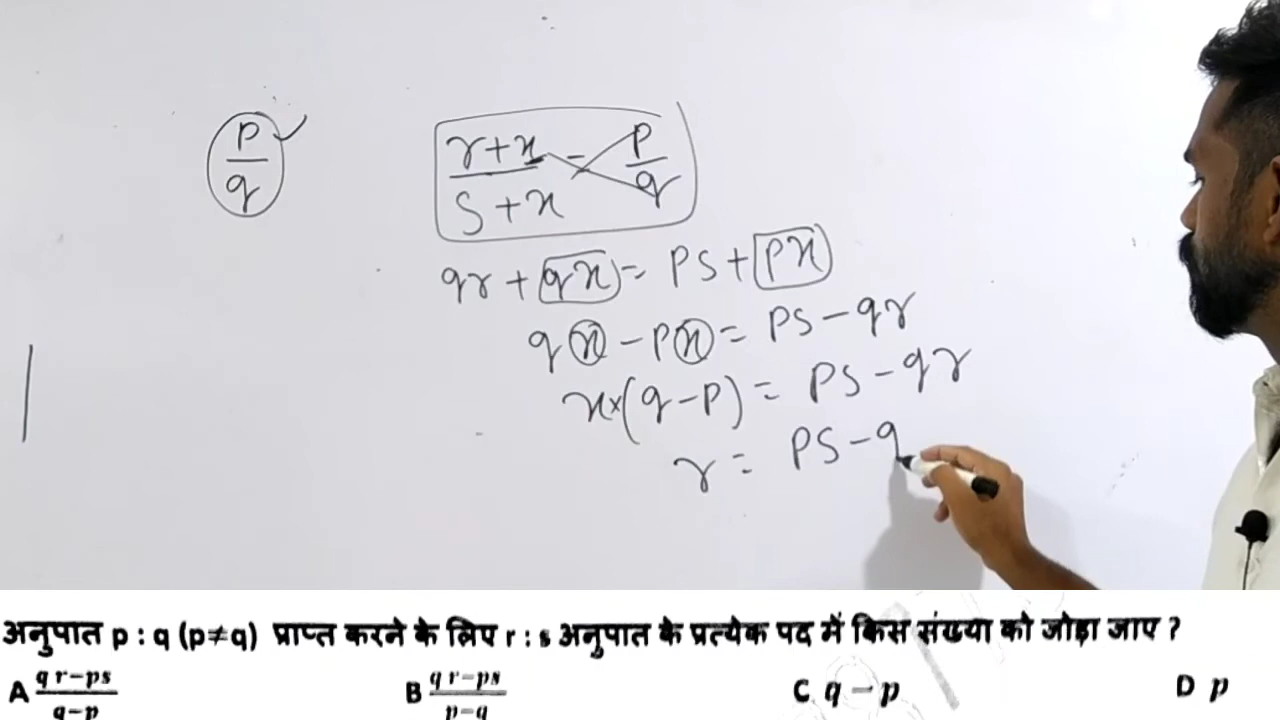 p/q
r+x/S+x = p/q
qr + qx = PS + px
qx - px = PS - qr
x×(q-p) = PS - qr
r = PS - q
अनुपात p : q (p≠q) प्राप्त करने के लिए r : s अनुपात के प्रत्येक पद में किस संख्या को जोड़ा जाए ?
A qr-ps/q-p B qr-ps/p-q C q - p D p